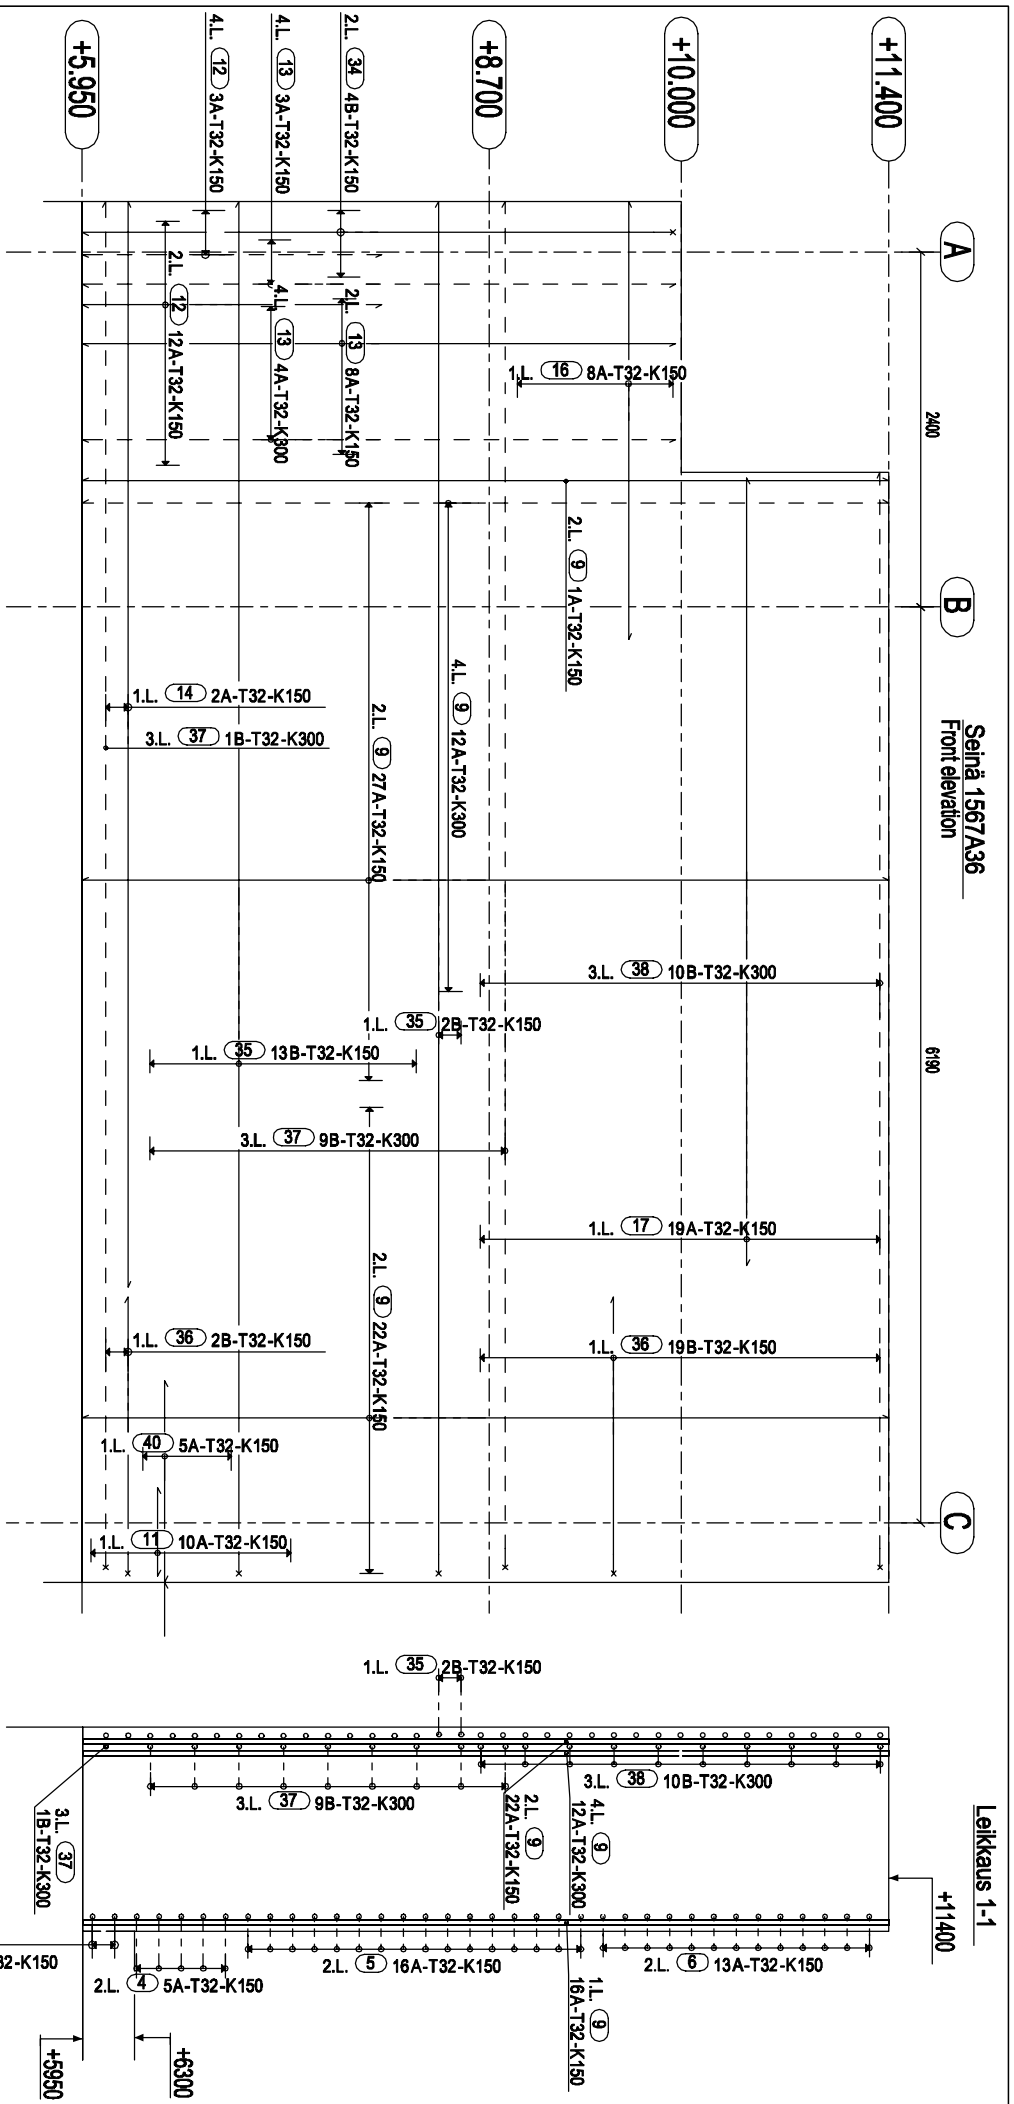 Seinä 1567A36
Front elevation
A
B
C
2400
6190
+11.400
+10.000
+8.700
+5.950
2.L. 34 4B-T32-K150
4.L. 13 3A-T32-K150
4.L. 12 3A-T32-K150
1.L. 16 8A-T32-K150
2.L. 13 8A-T32-K150
4.L. 13 4A-T32-K300
2.L. 12 12A-T32-K150
2.L. 9 1A-T32-K150
4.L. 9 12A-T32-K300
2.L. 9 27A-T32-K150
1.L. 14 2A-T32-K150
3.L. 37 1B-T32-K300
3.L. 38 10B-T32-K300
1.L. 35 2B-T32-K150
1.L. 35 13B-T32-K150
3.L. 37 9B-T32-K300
1.L. 17 19A-T32-K150
2.L. 9 22A-T32-K150
1.L. 36 2B-T32-K150
1.L. 36 19B-T32-K150
1.L. 40 5A-T32-K150
1.L. 11 10A-T32-K150
Leikkaus 1-1
+11400
1.L. 35 2B-T32-K150
3.L. 38 10B-T32-K300
3.L. 37 9B-T32-K300
4.L. 9
12A-T32-K300
2.L. 9
22A-T32-K150
3.L. 37
1B-T32-K300
2.L. 6 13A-T32-K150
2.L. 5 16A-T32-K150
1.L. 9
16A-T32-K150
2.L. 4 5A-T32-K150
32-K150
+6300
+5950